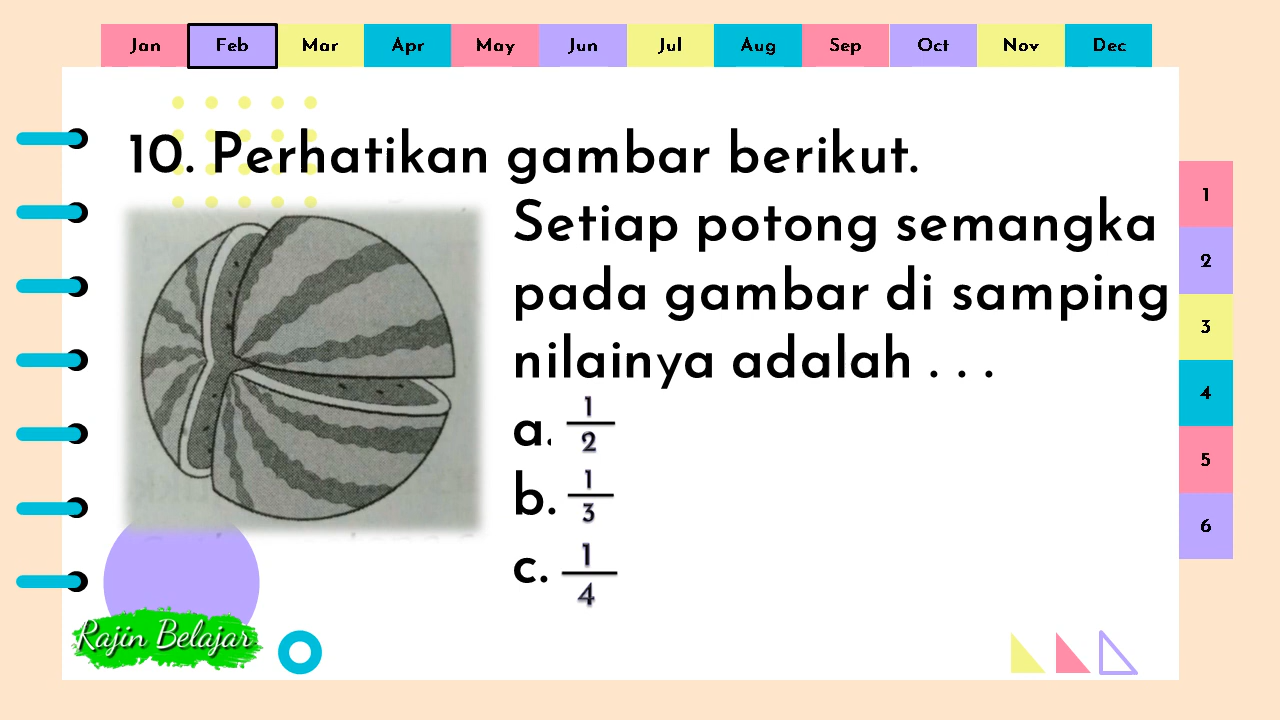 Jan Feb Mar Apr May Jun Jul Aug Sep Oct Nov Dec
10. Perhatikan gambar berikut.
Setiap potong semangka
pada gambar di samping
nilainya adalah . . .
a. 1/2
b. 1/3
c. 1/4
1
2
3
4
5
6
Rajin Belajar